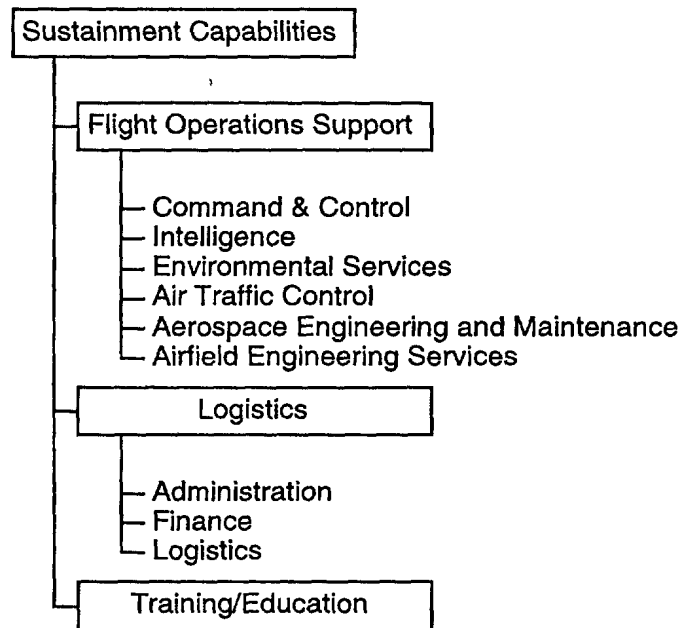 Sustainment Capabilities
Flight Operations Support
Command & Control
Intelligence
Environmental Services
Air Traffic Control
Aerospace Engineering and Maintenance
Airfield Engineering Services
Logistics
Administration
Finance
Logistics
Training/Education